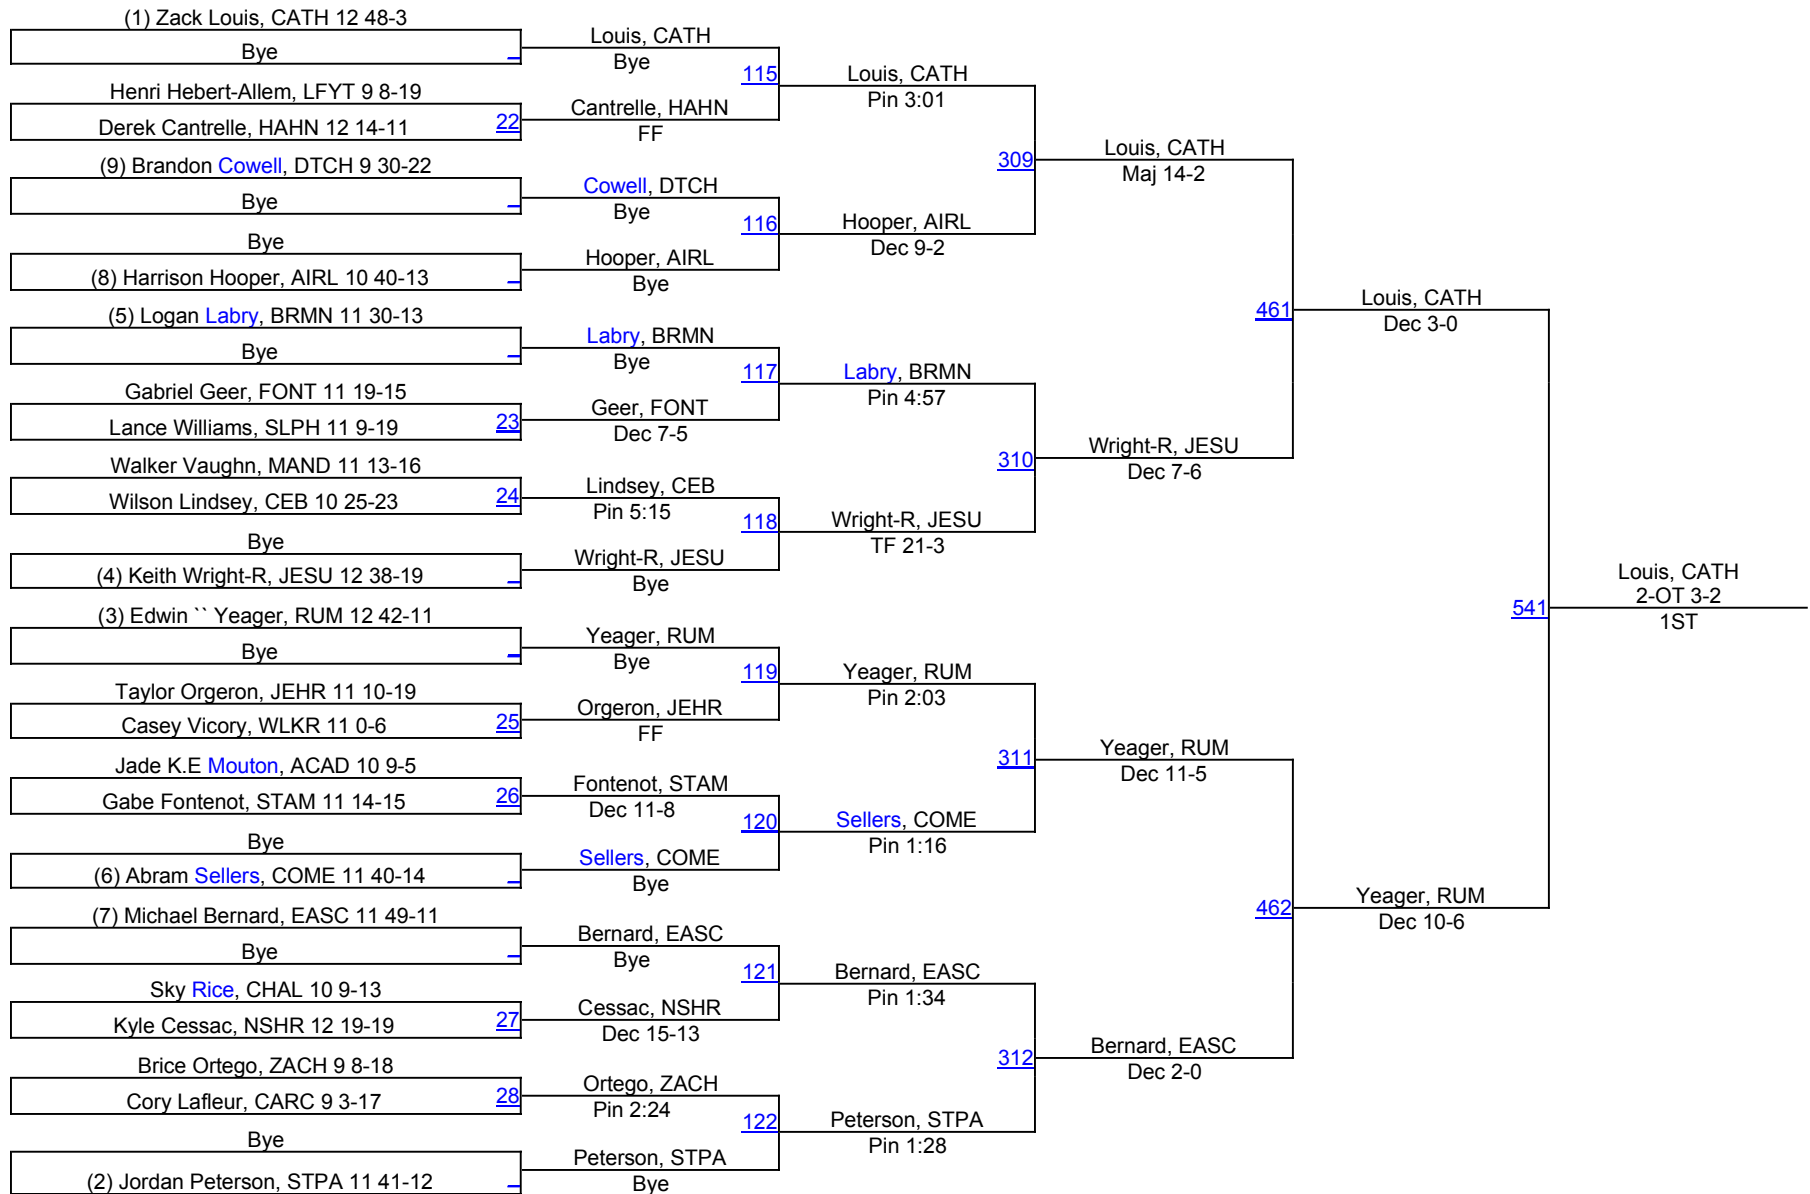 (1) Zack Louis, CATH 12 48-3
Bye
Henri Hebert-Allem, LFYT 9 8-19
Derek Cantrelle, HAHN 12 14-11
22
(9) Brandon Cowell, DTCH 9 30-22
Bye
Bye
(8) Harrison Hooper, AIRL 10 40-13
(5) Logan Labry, BRMN 11 30-13
Bye
Gabriel Geer, FONT 11 19-15
Lance Williams, SLPH 11 9-19
23
Walker Vaughn, MAND 11 13-16
Wilson Lindsey, CEB 10 25-23
24
Bye
(4) Keith Wright-R, JESU 12 38-19
(3) Edwin `` Yeager, RUM 12 42-11
Bye
Taylor Orgeron, JEHR 11 10-19
Casey Vicory, WLKR 11 0-6
25
Jade K.E Mouton, ACAD 10 9-5
Gabe Fontenot, STAM 11 14-15
26
Bye
(6) Abram Sellers, COME 11 40-14
(7) Michael Bernard, EASC 11 49-11
Bye
Sky Rice, CHAL 10 9-13
Kyle Cessac, NSHR 12 19-19
27
Brice Ortego, ZACH 9 8-18
Cory Lafleur, CARC 9 3-17
28
Bye
(2) Jordan Peterson, STPA 11 41-12
Louis, CATH
Bye
115
Cantrelle, HAHN
FF
Cowell, DTCH
Bye
116
Hooper, AIRL
Bye
Labry, BRMN
Bye
117
Geer, FONT
Dec 7-5
Lindsey, CEB
Pin 5:15
118
Wright-R, JESU
Bye
Yeager, RUM
Bye
119
Orgeron, JEHR
FF
Fontenot, STAM
Dec 11-8
120
Sellers, COME
Bye
Bernard, EASC
Bye
121
Cessac, NSHR
Dec 15-13
Ortego, ZACH
Pin 2:24
122
Peterson, STPA
Bye
Louis, CATH
Pin 3:01
309
Hooper, AIRL
Dec 9-2
Labry, BRMN
Pin 4:57
310
Wright-R, JESU
TF 21-3
Yeager, RUM
Pin 2:03
311
Sellers, COME
Pin 1:16
Bernard, EASC
Pin 1:34
312
Peterson, STPA
Pin 1:28
Louis, CATH
Maj 14-2
461
Wright-R, JESU
Dec 7-6
Yeager, RUM
Dec 11-5
462
Bernard, EASC
Dec 2-0
Louis, CATH
Dec 3-0
541
Yeager, RUM
Dec 10-6
Louis, CATH
2-OT 3-2
1ST